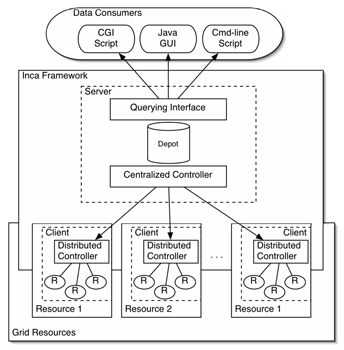 Data Consumers
CGI Script
Java GUI
Cmd-line Script
Inca Framework
Server
Querying Interface
Depot
Centralized Controller
Client
Distributed Controller
R
R
R
Resource 1
Client
Distributed Controller
R
R
R
Resource 2
. . .
Client
Distributed Controller
R
R
R
Resource 1
Grid Resources